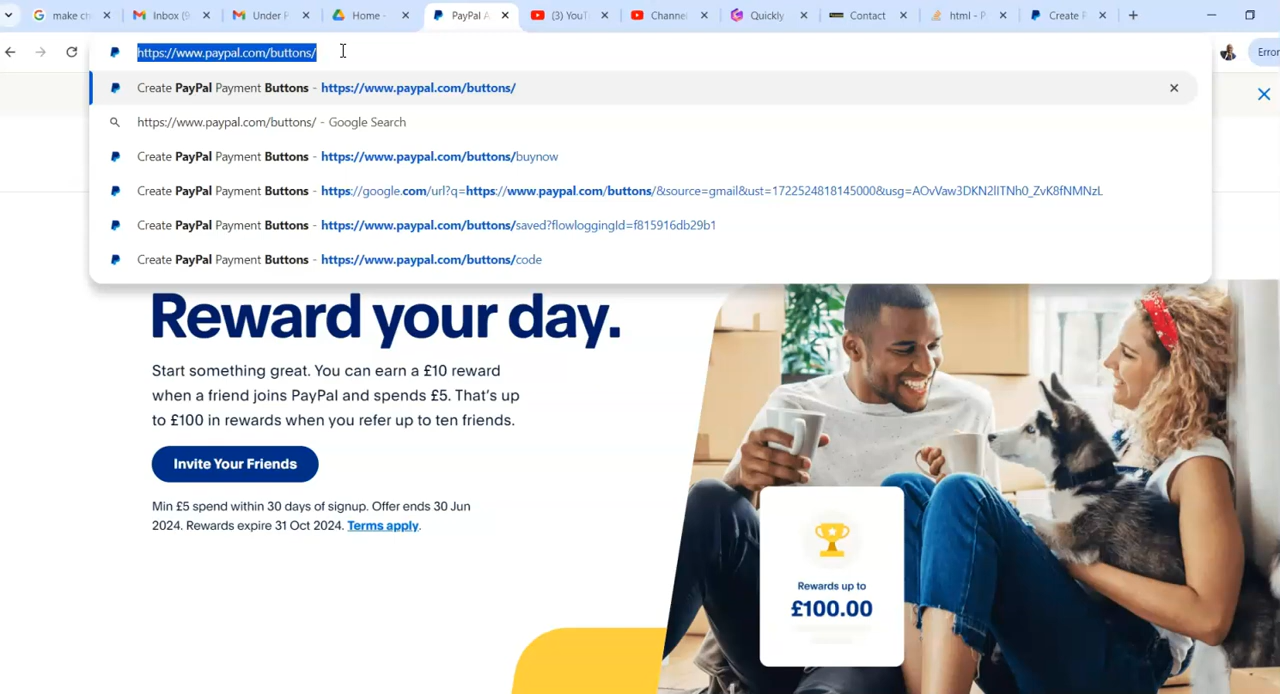 make ch
Inbox (9
Under P
Home -
PayPal A
(3) YouT
Channel
Quickly
Contact
html - P
Create P
https://www.paypal.com/buttons/
Error
Create PayPal Payment Buttons - https://www.paypal.com/buttons/
https://www.paypal.com/buttons/ - Google Search
Create PayPal Payment Buttons - https://www.paypal.com/buttons/buynow
Create PayPal Payment Buttons - https://google.com/url?q=https://www.paypal.com/buttons/&source=gmail&ust=1722524818145000&usg=AOvVaw3DKN2lITNh0_ZvK8fNMNzL
Create PayPal Payment Buttons - https://www.paypal.com/buttons/saved?flowloggingId=f815916db29b1
Create PayPal Payment Buttons - https://www.paypal.com/buttons/code
Reward your day.
Start something great. You can earn a £10 reward
when a friend joins PayPal and spends £5. That's up
to £100 in rewards when you refer up to ten friends.
Invite Your Friends
Min £5 spend within 30 days of signup. Offer ends 30 Jun
2024. Rewards expire 31 Oct 2024. Terms apply.
Rewards up to
£100.00